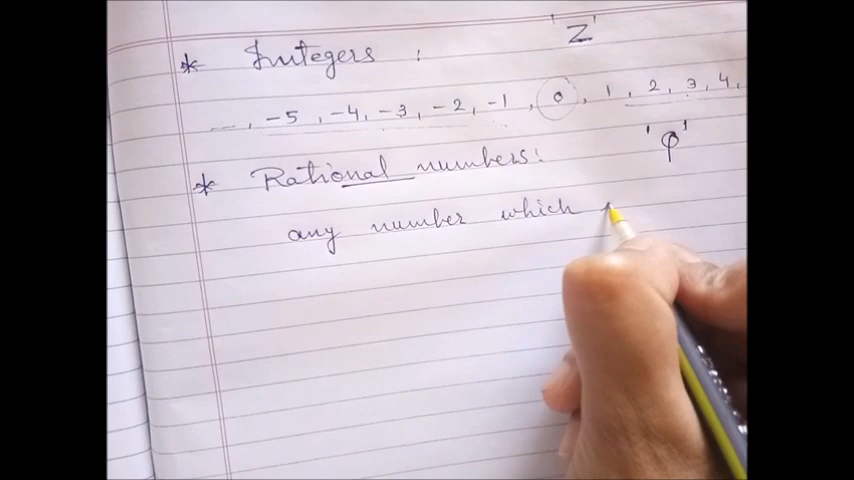 * Integers : 'Z'
..., -5, -4, -3, -2, -1, 0, 1, 2, 3, 4,
* Rational numbers: 'φ'
any number which